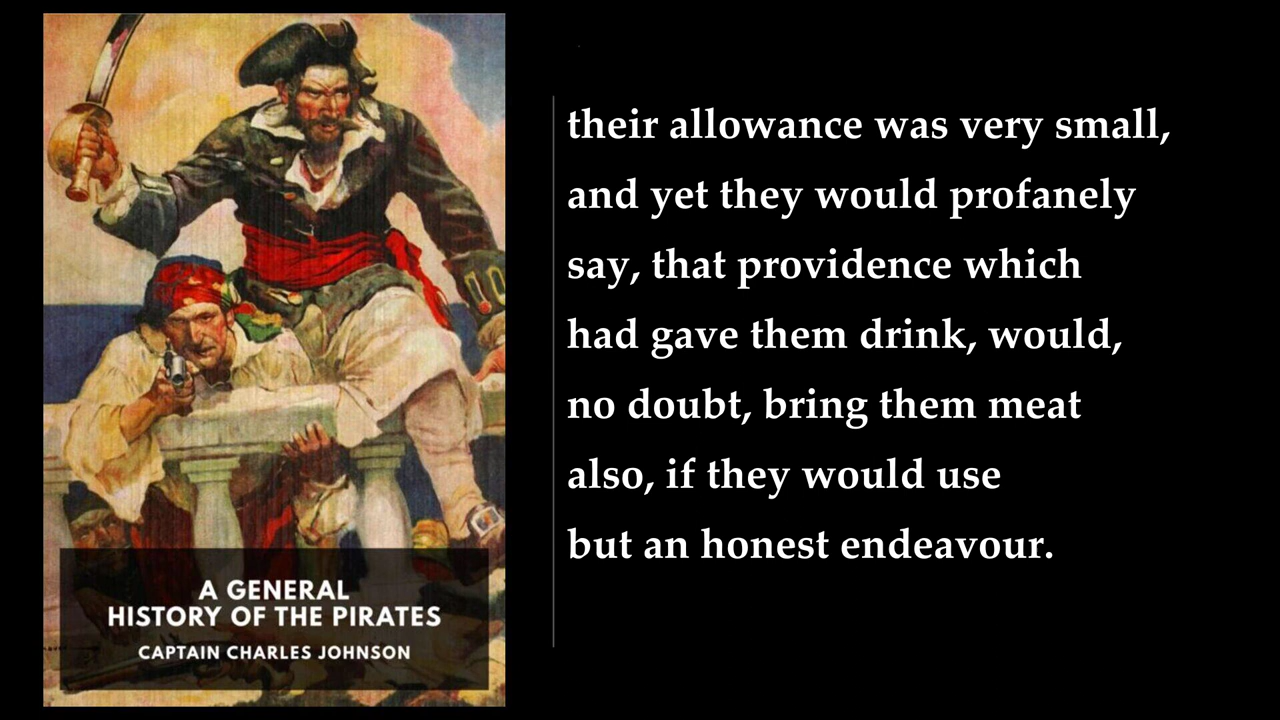 their allowance was very small,
and yet they would profanely
say, that providence which
had gave them drink, would,
no doubt, bring them meat
also, if they would use
but an honest endeavour.
A GENERAL
HISTORY OF THE PIRATES
CAPTAIN CHARLES JOHNSON